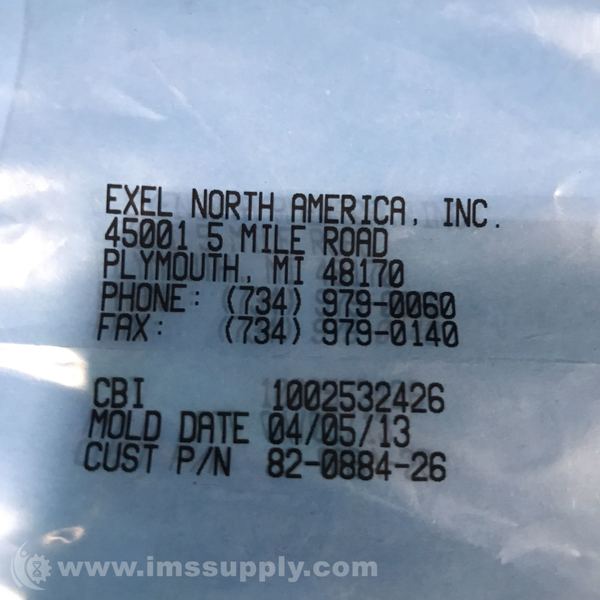 EXEL NORTH AMERICA, INC.
45001 5 MILE ROAD
PLYMOUTH, MI 48170
PHONE: (734) 979-0060
FAX: (734) 979-0140
CBI 1002532426
MOLD DATE 04/05/13
CUST P/N 82-0884-26
www.imssupply.com